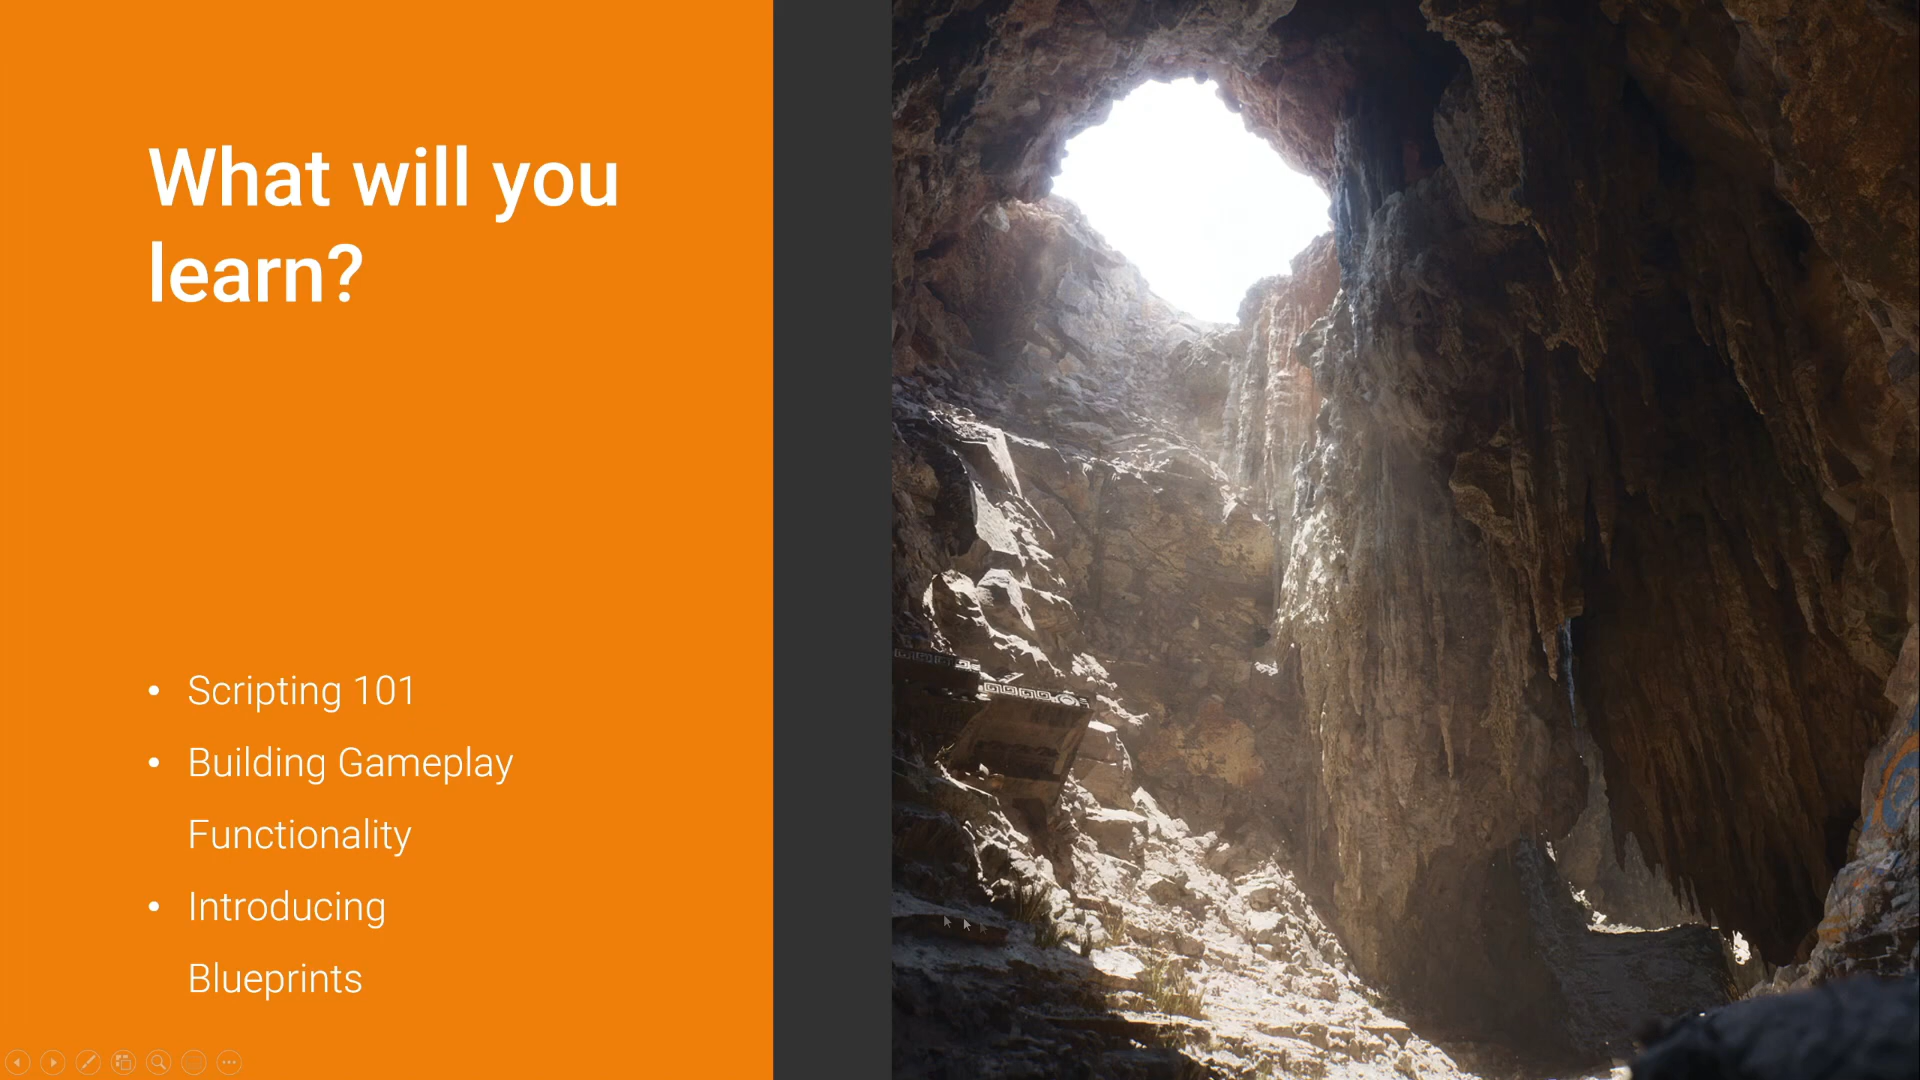 What will you
learn?
• Scripting 101
• Building Gameplay
Functionality
• Introducing
Blueprints